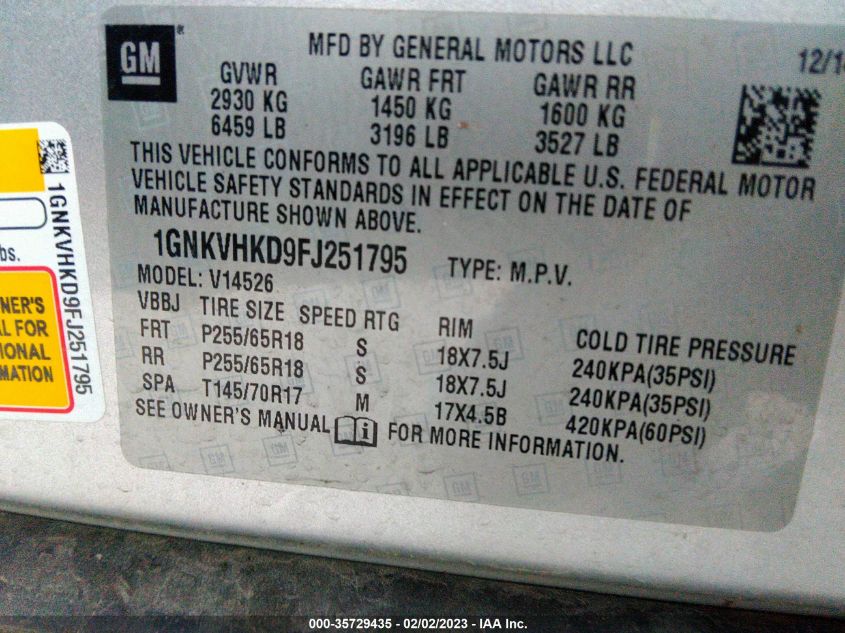 GM
MFD BY GENERAL MOTORS LLC
12/14
GVWR GAWR FRT GAWR RR
2930 KG 1450 KG 1600 KG
6459 LB 3196 LB 3527 LB
THIS VEHICLE CONFORMS TO ALL APPLICABLE U.S. FEDERAL MOTOR
VEHICLE SAFETY STANDARDS IN EFFECT ON THE DATE OF
MANUFACTURE SHOWN ABOVE.
1GNKVHKD9FJ251795 TYPE: M.P.V.
MODEL: V14526
VBBJ TIRE SIZE SPEED RTG RIM COLD TIRE PRESSURE
FRT P255/65R18 S 18X7.5J 240KPA(35PSI)
RR P255/65R18 S 18X7.5J 240KPA(35PSI)
SPA T145/70R17 M 17X4.5B 420KPA(60PSI)
SEE OWNER'S MANUAL i FOR MORE INFORMATION.
1GNKVHKD9FJ251795
bs.
NER'S
AL FOR
IONAL
MATION
000-35729435 - 02/02/2023 - IAA Inc.